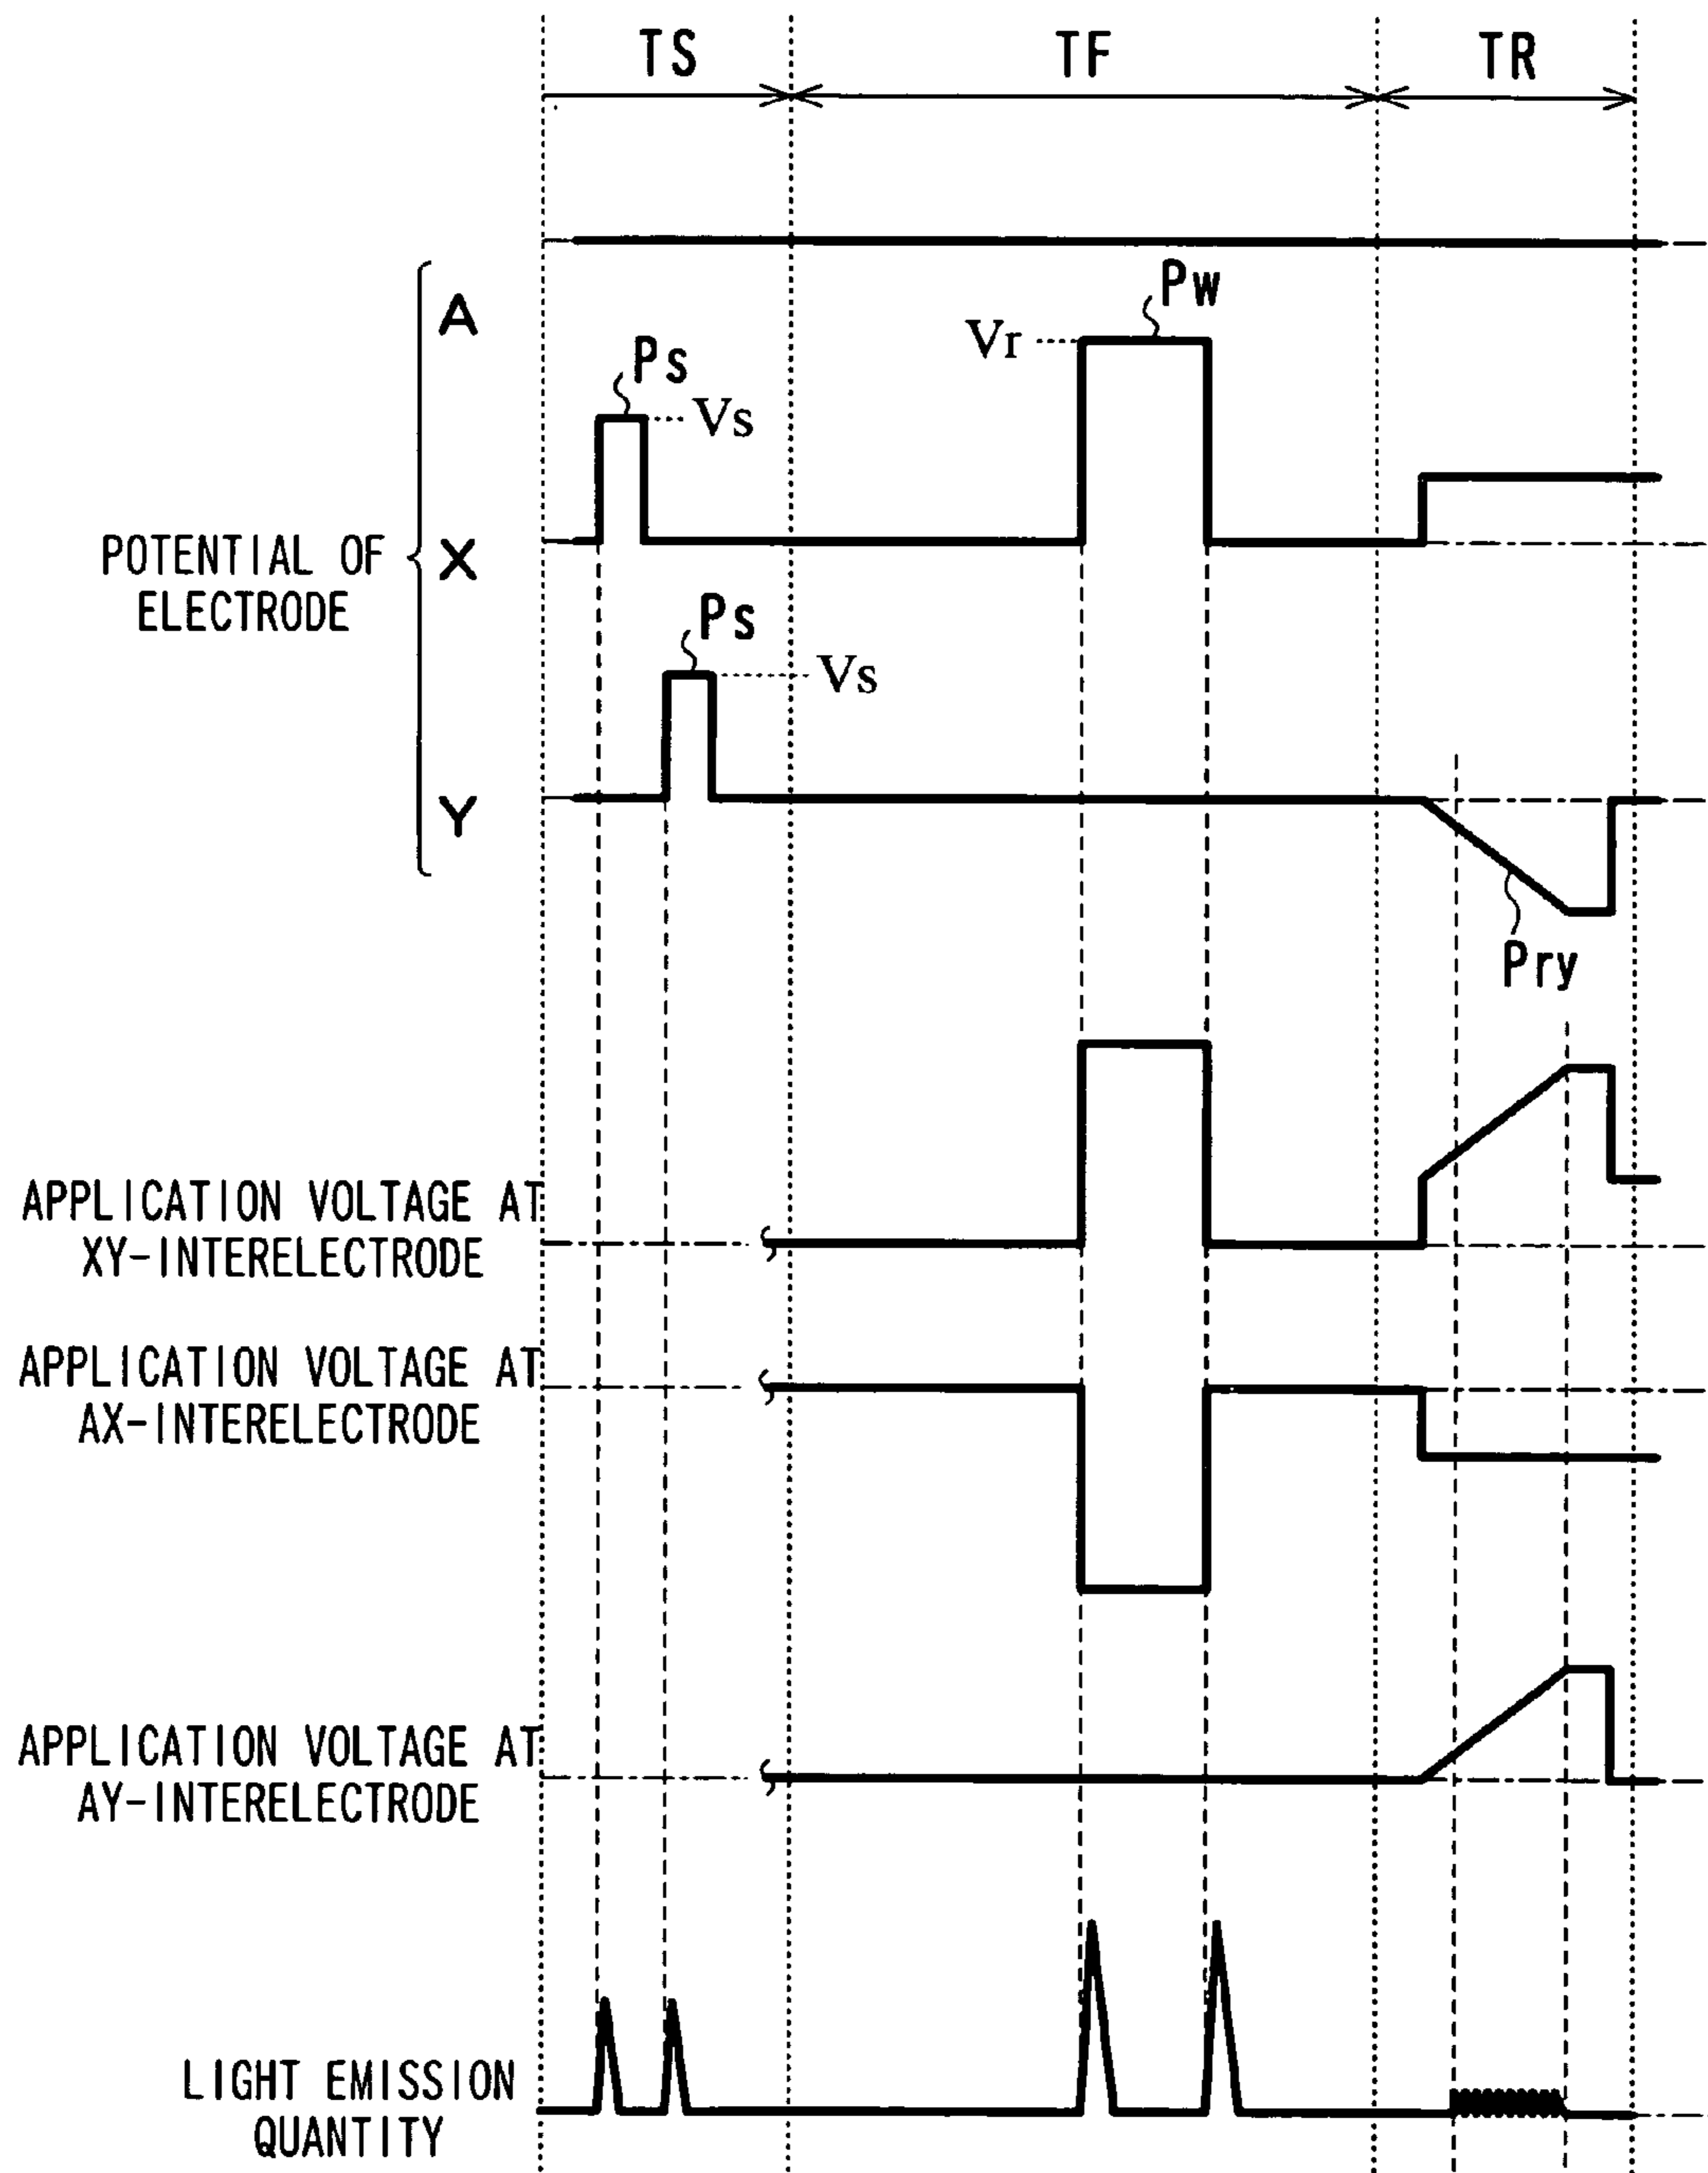 TS TF TR
A
Pw
Vr
Ps
Vs
POTENTIAL OF
ELECTRODE
X
Ps
Vs
Y
Pry
APPLICATION VOLTAGE AT
XY-INTERELECTRODE
APPLICATION VOLTAGE AT
AX-INTERELECTRODE
APPLICATION VOLTAGE AT
AY-INTERELECTRODE
LIGHT EMISSION
QUANTITY